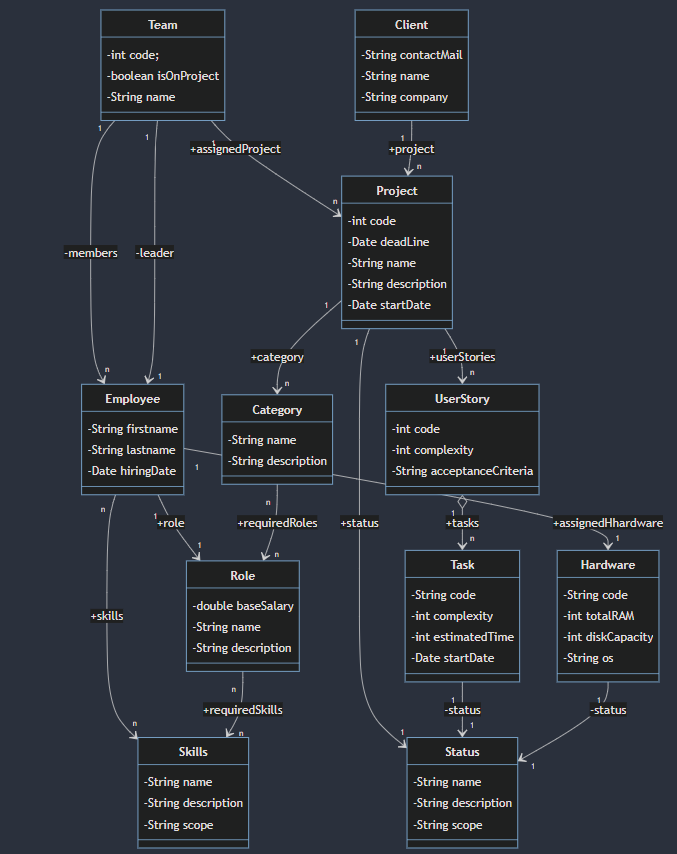 Team
-int code;
-boolean isOnProject
-String name
Client
-String contactMail
-String name
-String company
1
1
1
1
+assignedProject
+project
n
n
Project
-int code
-Date deadLine
-String name
-String description
-Date startDate
-members
-leader
1
1
1
+category
+userStories
n
1
n
n
Employee
-String firstname
-String lastname
-Date hiringDate
Category
-String name
-String description
UserStory
-int code
-int complexity
-String acceptanceCriteria
1
n
1
n
1
+role
+requiredRoles
+status
+tasks
+assignedHhardware
1
n
n
1
Role
-double baseSalary
-String name
-String description
Task
-String code
-int complexity
-int estimatedTime
-Date startDate
Hardware
-String code
-int totalRAM
-int diskCapacity
-String os
+skills
n
+requiredSkills
1
-status
1
-status
n
n
1
1
1
Skills
-String name
-String description
-String scope
Status
-String name
-String description
-String scope